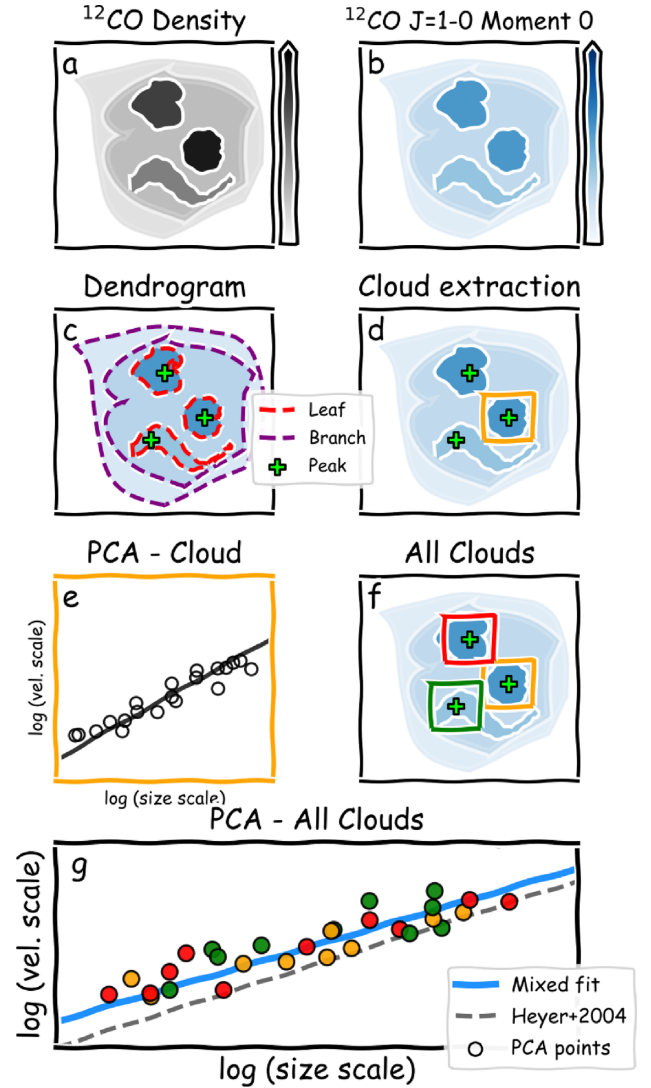 ¹²CO Density
¹²CO J=1-0 Moment 0
a
b
Dendrogram
Cloud extraction
c
d
Leaf
Branch
Peak
PCA - Cloud
All Clouds
e
f
log (vel. scale)
log (size scale)
PCA - All Clouds
g
log (vel. scale)
Mixed fit
Heyer+2004
PCA points
log (size scale)